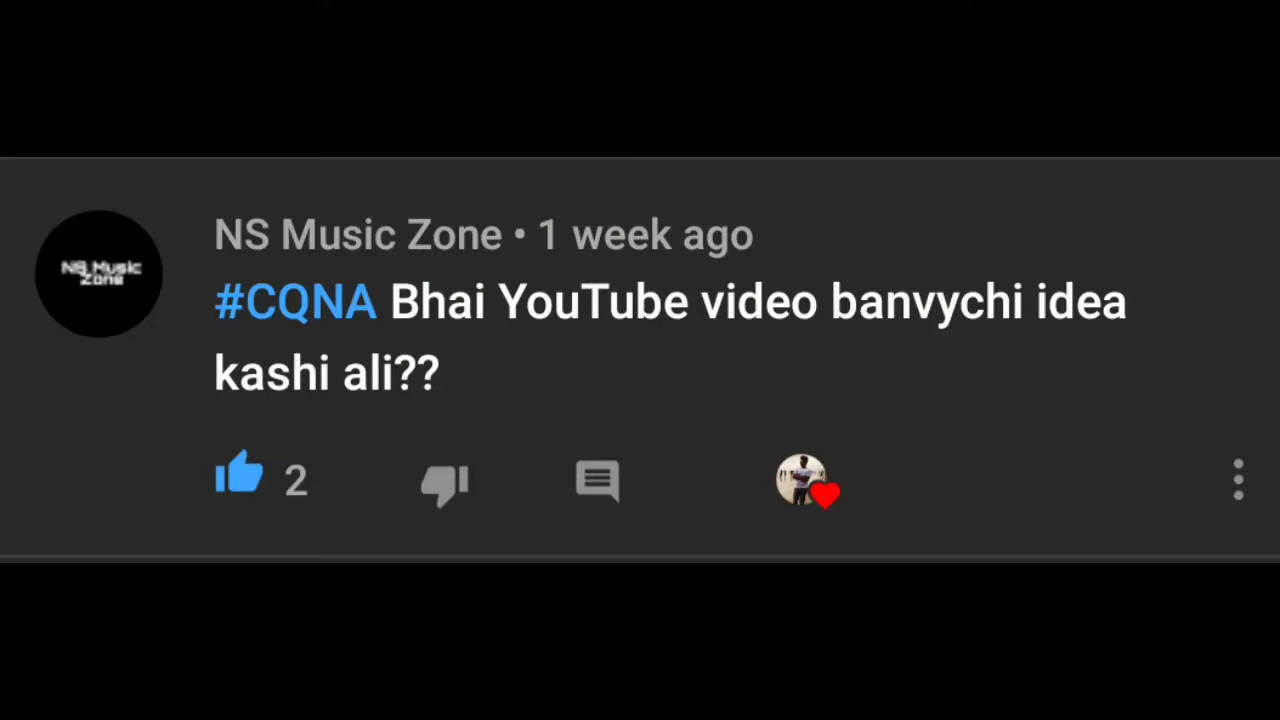 NS Music Zone
NS Music Zone • 1 week ago
#CQNA Bhai YouTube video banvychi idea
kashi ali??
2